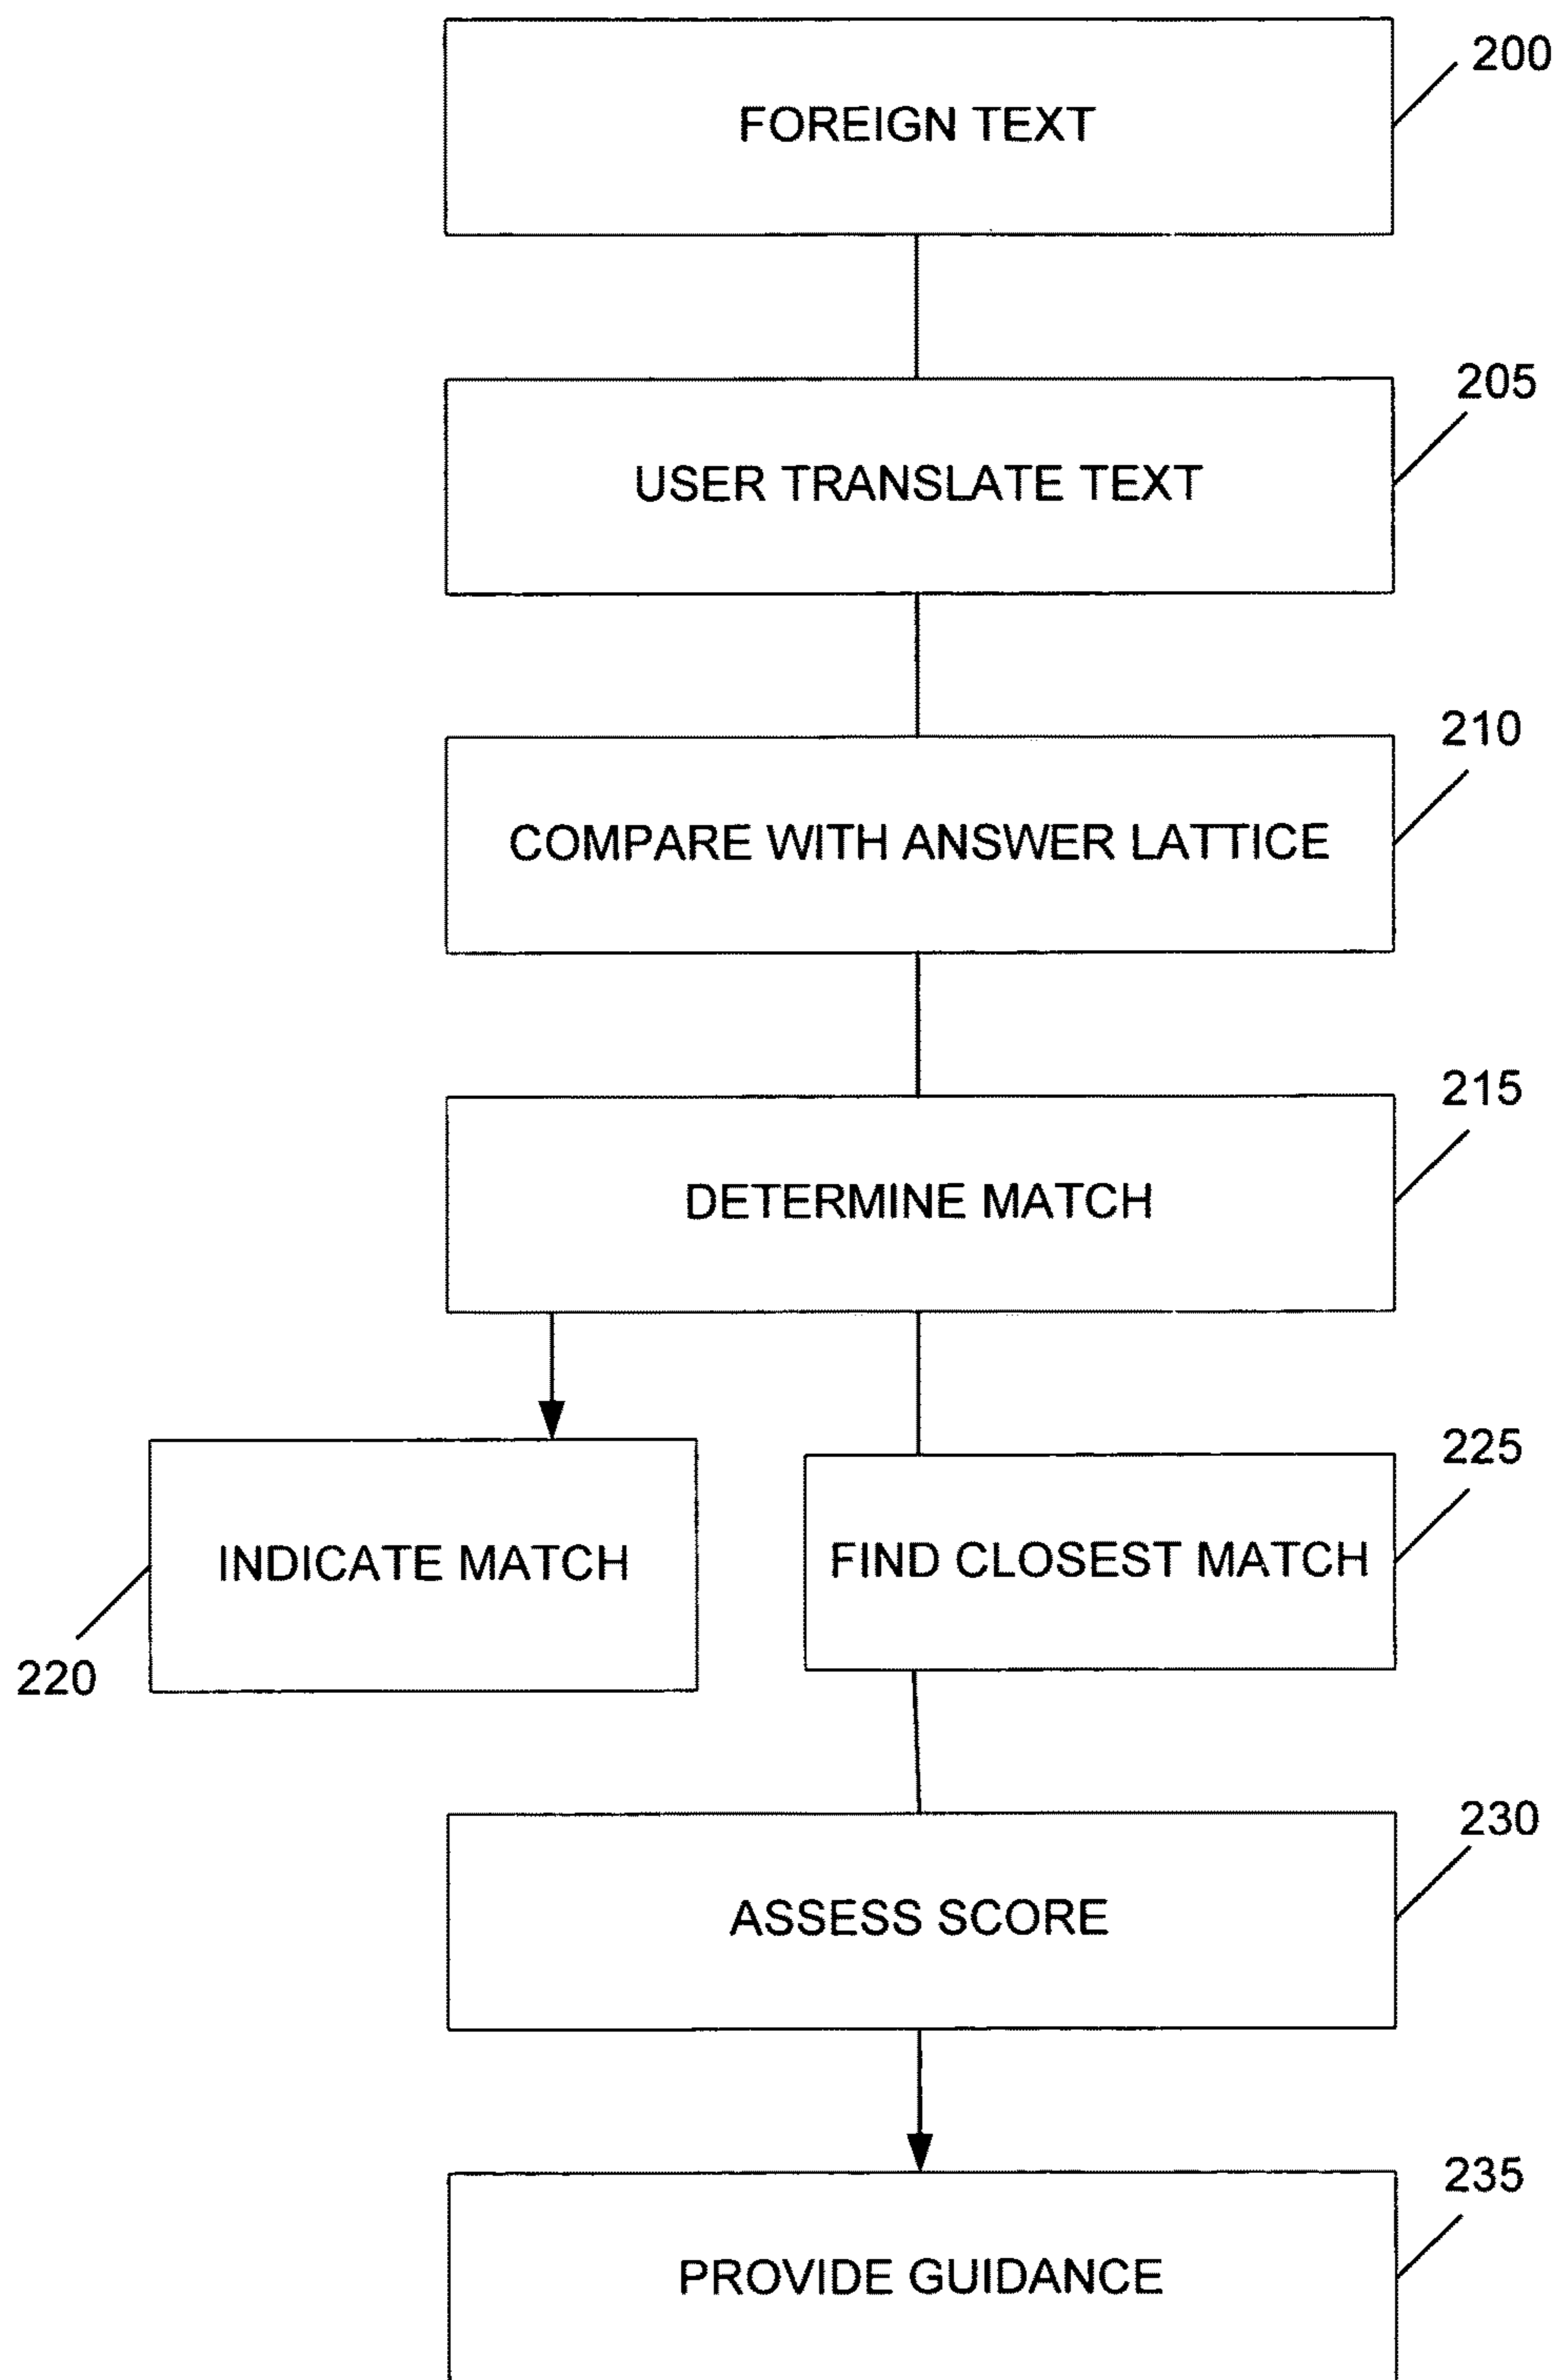 200
FOREIGN TEXT
205
USER TRANSLATE TEXT
210
COMPARE WITH ANSWER LATTICE
215
DETERMINE MATCH
225
INDICATE MATCH
FIND CLOSEST MATCH
220
230
ASSESS SCORE
235
PROVIDE GUIDANCE